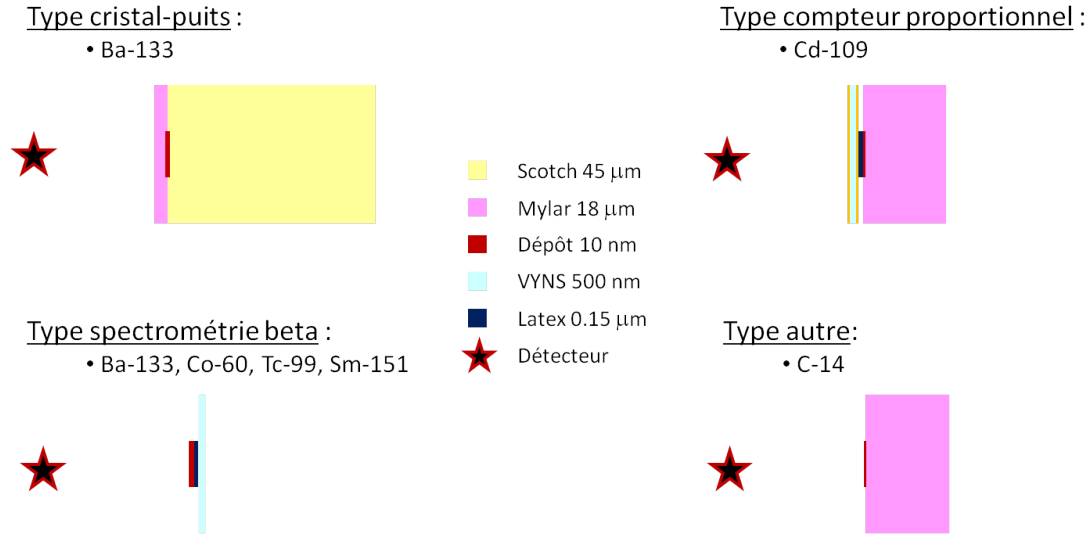 Type cristal-puits :
• Ba-133
Type compteur proportionnel :
• Cd-109
Scotch 45 μm
Mylar 18 μm
Dépôt 10 nm
VYNS 500 nm
Latex 0.15 μm
Détecteur
Type spectrométrie beta :
• Ba-133, Co-60, Tc-99, Sm-151
Type autre:
• C-14